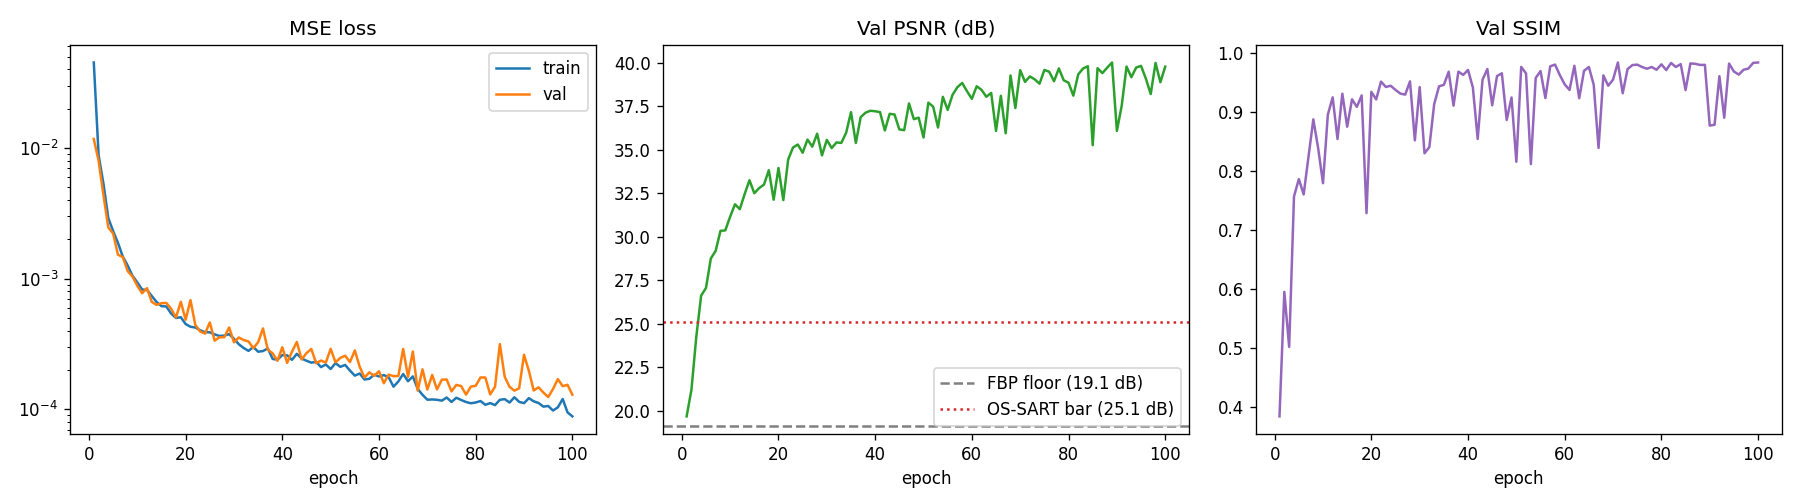 MSE loss
train
val
10⁻²
10⁻³
10⁻⁴
0 20 40 60 80 100
epoch
Val PSNR (dB)
40.0
37.5
35.0
32.5
30.0
27.5
25.0
22.5
20.0
FBP floor (19.1 dB)
OS-SART bar (25.1 dB)
0 20 40 60 80 100
epoch
Val SSIM
1.0
0.9
0.8
0.7
0.6
0.5
0.4
0 20 40 60 80 100
epoch